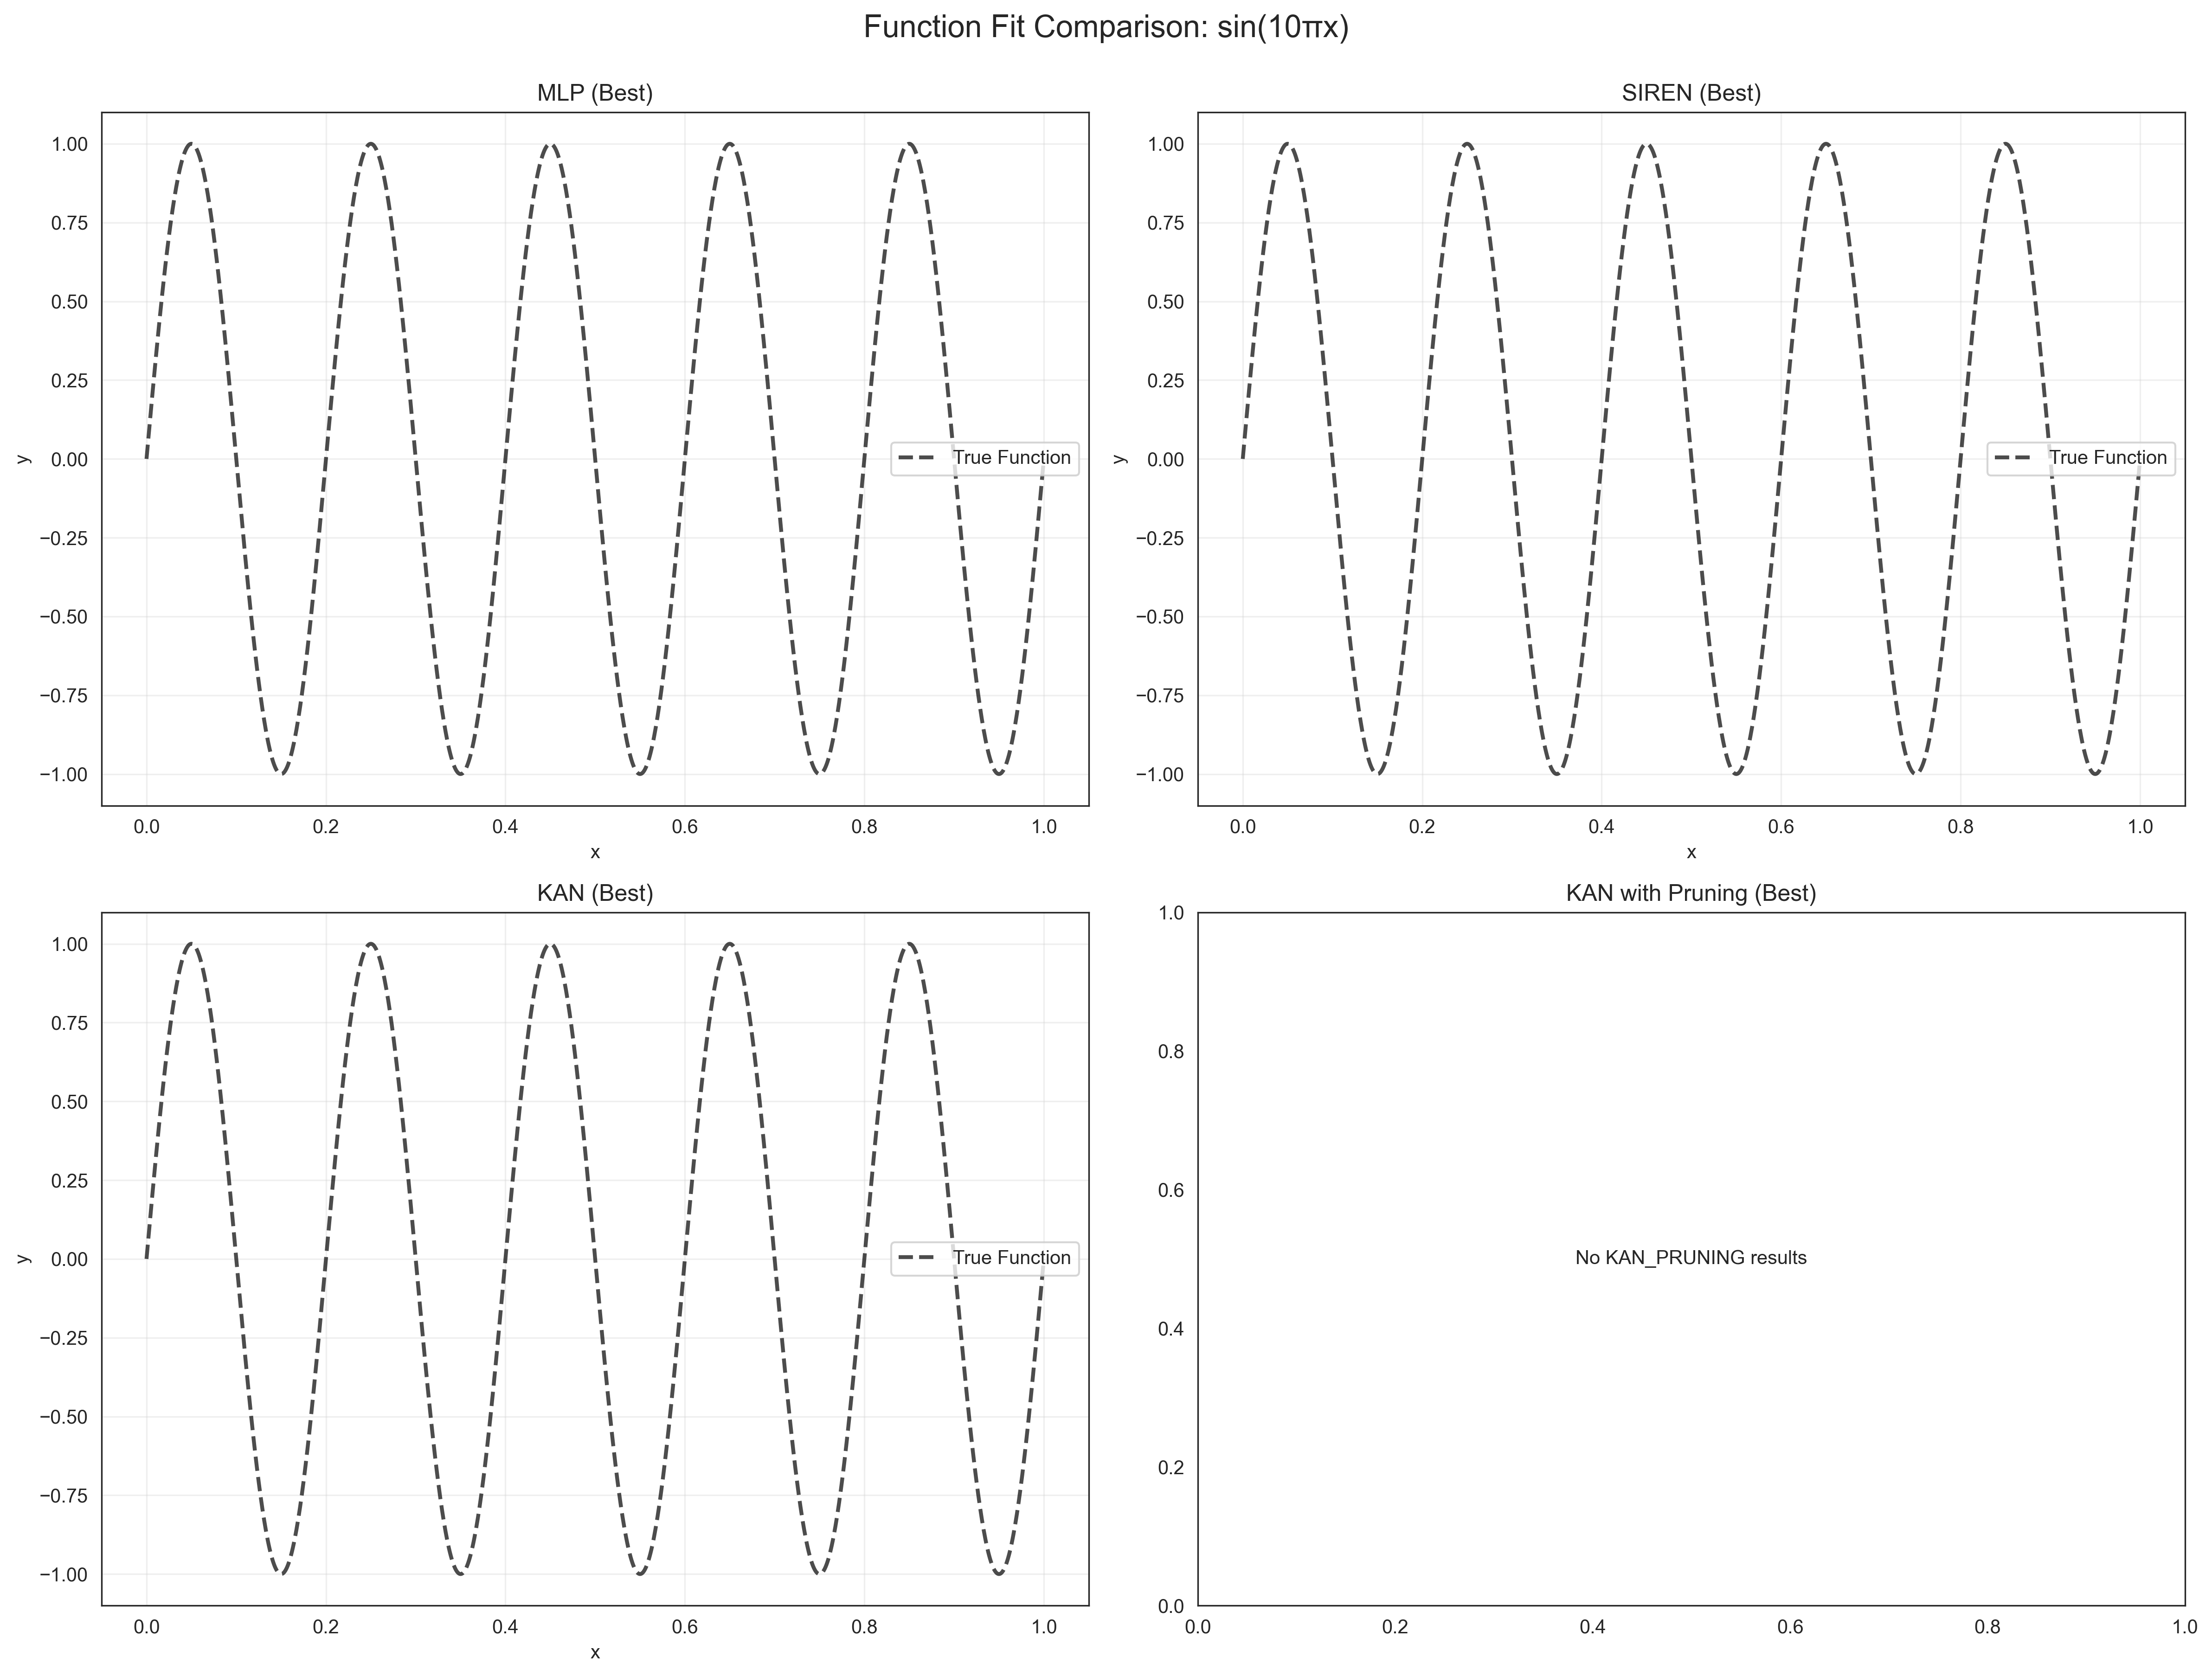 Function Fit Comparison: sin(10πx)
MLP (Best)
1.00
0.75
0.50
0.25
0.00
−0.25
−0.50
−0.75
−1.00
y
True Function
0.0 0.2 0.4 0.6 0.8 1.0
x
SIREN (Best)
1.00
0.75
0.50
0.25
0.00
−0.25
−0.50
−0.75
−1.00
y
True Function
0.0 0.2 0.4 0.6 0.8 1.0
x
KAN (Best)
1.00
0.75
0.50
0.25
0.00
−0.25
−0.50
−0.75
−1.00
y
True Function
0.0 0.2 0.4 0.6 0.8 1.0
x
KAN with Pruning (Best)
1.0
0.8
0.6
0.4
0.2
0.0
No KAN_PRUNING results
0.0 0.2 0.4 0.6 0.8 1.0